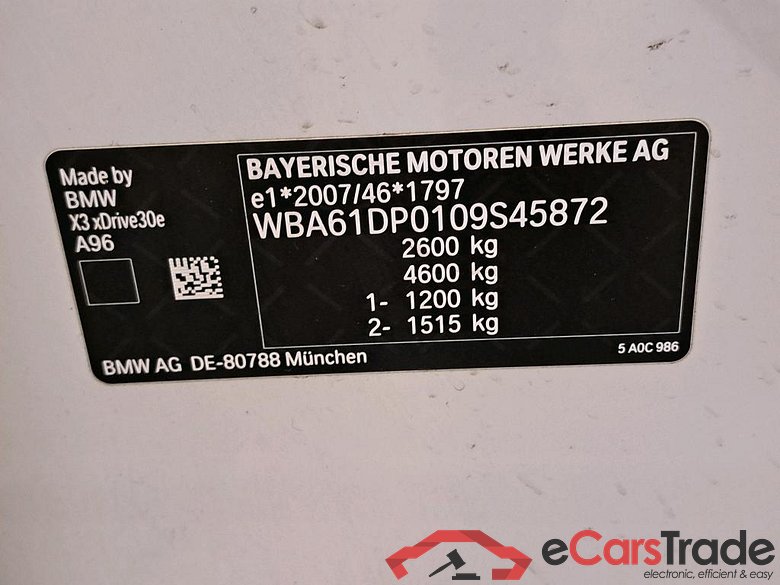 Made by
BMW
X3 xDrive30e
A96
BAYERISCHE MOTOREN WERKE AG
e1*2007/46*1797
WBA61DP0109S45872
2600 kg
4600 kg
1- 1200 kg
2- 1515 kg
BMW AG DE-80788 München
5 A0C 986
eCarsTrade
electronic, efficient & easy